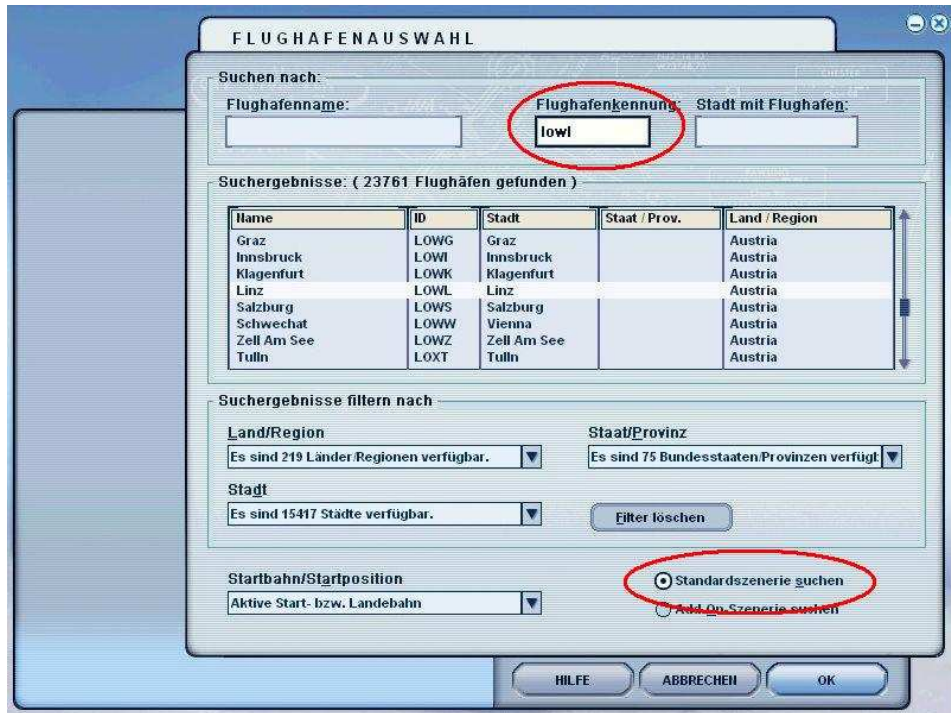 FLUGHAFENAUSWAHL
Suchen nach:
Flughafenname: Flughafenkennung: Stadt mit Flughafen:
lowl
Suchergebnisse: ( 23761 Flughäfen gefunden )
Name ID Stadt Staat / Prov. Land / Region
Graz LOWG Graz Austria
Innsbruck LOWI Innsbruck Austria
Klagenfurt LOWK Klagenfurt Austria
Linz LOWL Linz Austria
Salzburg LOWS Salzburg Austria
Schwechat LOWW Vienna Austria
Zell Am See LOWZ Zell Am See Austria
Tulln LOXT Tulln Austria
Suchergebnisse filtern nach
Land/Region Staat/Provinz
Es sind 219 Länder/Regionen verfügbar. Es sind 75 Bundesstaaten/Provinzen verfügt
Stadt
Es sind 15417 Städte verfügbar. Filter löschen
Startbahn/Startposition Standardszenerie suchen
Aktive Start- bzw. Landebahn Add-On-Szenerie suchen
HILFE ABBRECHEN OK